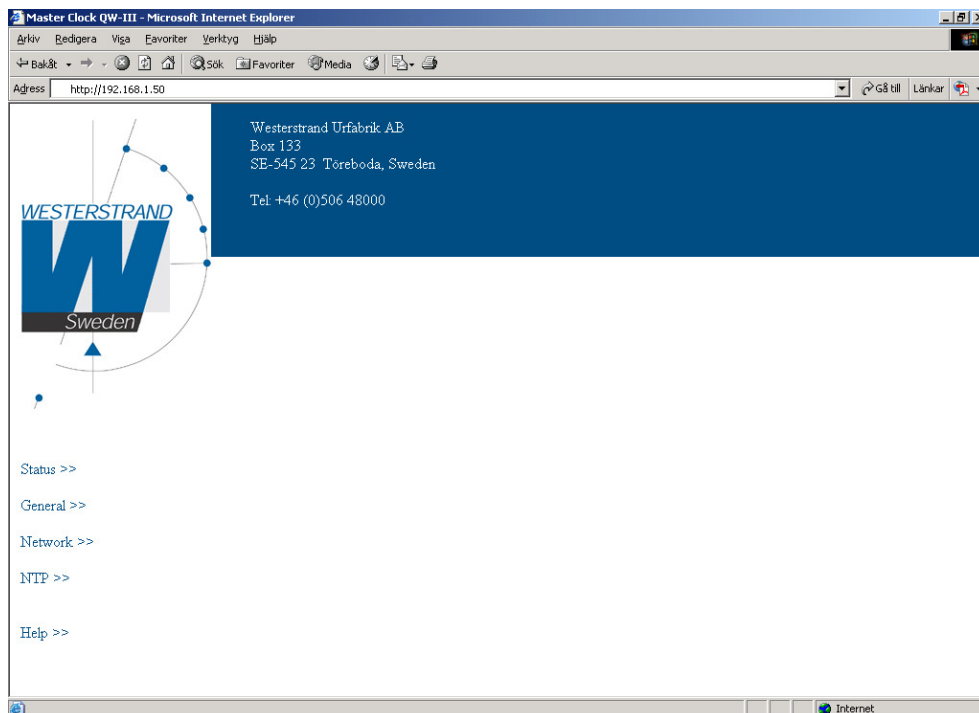 Master Clock QW-III - Microsoft Internet Explorer
Arkiv Redigera Visa Favoriter Verktyg Hjälp
Bakåt Sök Favoriter Media
Adress http://192.168.1.50 Gå till Länkar
Westerstrand Urfabrik AB
Box 133
SE-545 23 Töreboda, Sweden
Tel: +46 (0)506 48000
WESTERSTRAND
W
Sweden
Status >>
General >>
Network >>
NTP >>
Help >>
Internet